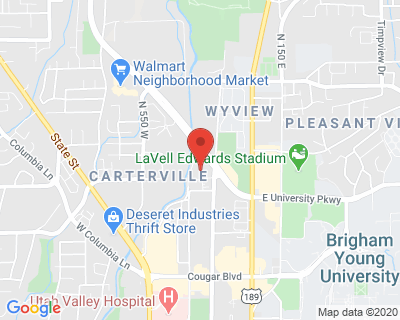 Timpview Dr
N 150 E
Walmart
Neighborhood Market
N 550 W
WYVIEW
PLEASANT VI
State St
Columbia Ln
LaVell Edwards Stadium
CARTERVILLE
E University Pkwy
Deseret Industries
Thrift Store
W Columbia Ln
Brigham
Young
University
Cougar Blvd
189
Utah Valley Hospital
H
Google
Map data ©2020